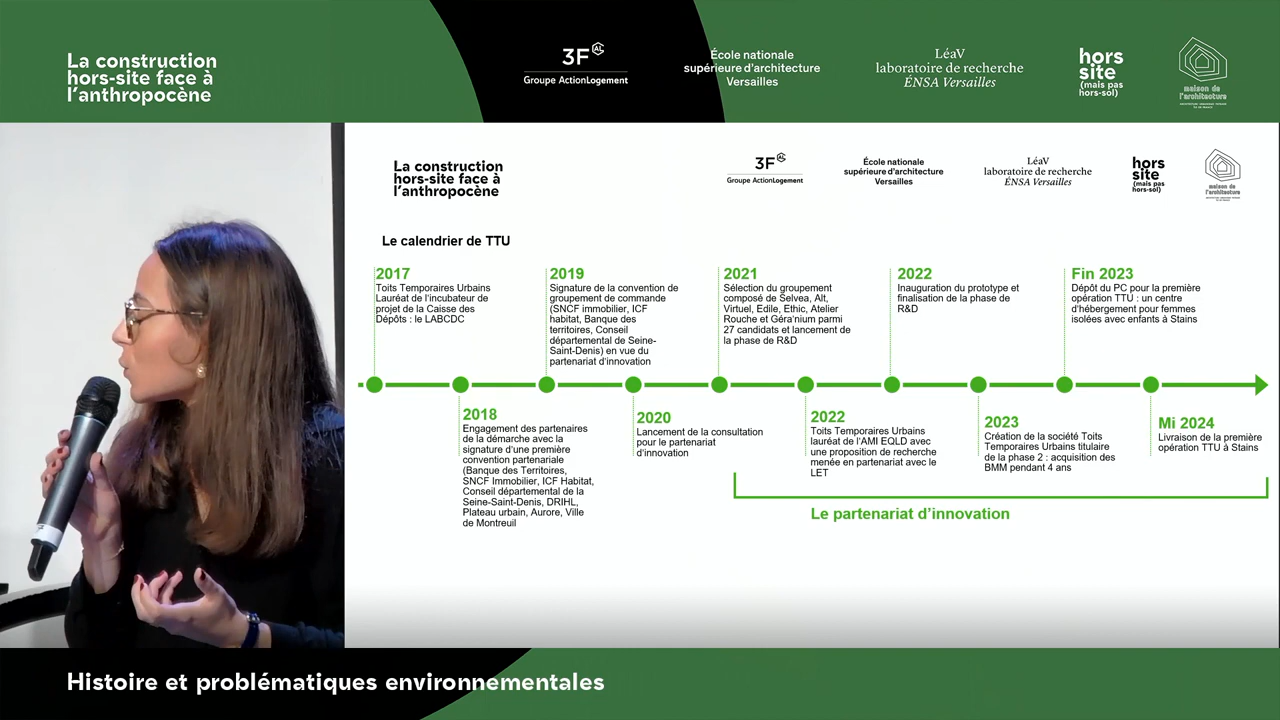 La construction
hors-site face à
l'anthropocène
3F AL
Groupe ActionLogement
École nationale
supérieure d'architecture
Versailles
LéaV
laboratoire de recherche
ÉNSA Versailles
hors
site
(mais pas
hors-sol)
maison de
l'architecture
La construction
hors-site face à
l'anthropocène
3F AL
Groupe ActionLogement
École nationale
supérieure d'architecture
Versailles
LéaV
laboratoire de recherche
ÉNSA Versailles
hors
site
(mais pas
hors-sol)
maison de
l'architecture
Le calendrier de TTU
2017
Toits Temporaires Urbains
Lauréat de l'incubateur de
projet de la Caisse des
Dépôts : le LABCDC
2019
Signature de la convention de
groupement de commande
(SNCF immobilier, ICF
habitat, Banque des
territoires, Conseil
départemental de Seine-
Saint-Denis) en vue du
partenariat d'innovation
2021
Sélection du groupement
composé de Selvea, Alt,
Virtuel, Edile, Ethic, Atelier
Rouche et Géra'nium parmi
27 candidats et lancement de
la phase de R&D
2022
Inauguration du prototype et
finalisation de la phase de
R&D
Fin 2023
Dépôt du PC pour la première
opération TTU : un centre
d'hébergement pour femmes
isolées avec enfants à Stains
2018
Engagement des partenaires
de la démarche avec la
signature d'une première
convention partenariale
(Banque des Territoires,
SNCF Immobilier, ICF Habitat,
Conseil départemental de la
Seine-Saint-Denis, DRIHL,
Plateau urbain, Aurore, Ville
de Montreuil
2020
Lancement de la consultation
pour le partenariat
d'innovation
2022
Toits Temporaires Urbains
lauréat de l'AMI EQLD avec
une proposition de recherche
menée en partenariat avec le
LET
2023
Création de la société Toits
Temporaires Urbains titulaire
de la phase 2 : acquisition des
BMM pendant 4 ans
Mi 2024
Livraison de la première
opération TTU à Stains
Le partenariat d'innovation
Histoire et problématiques environnementales